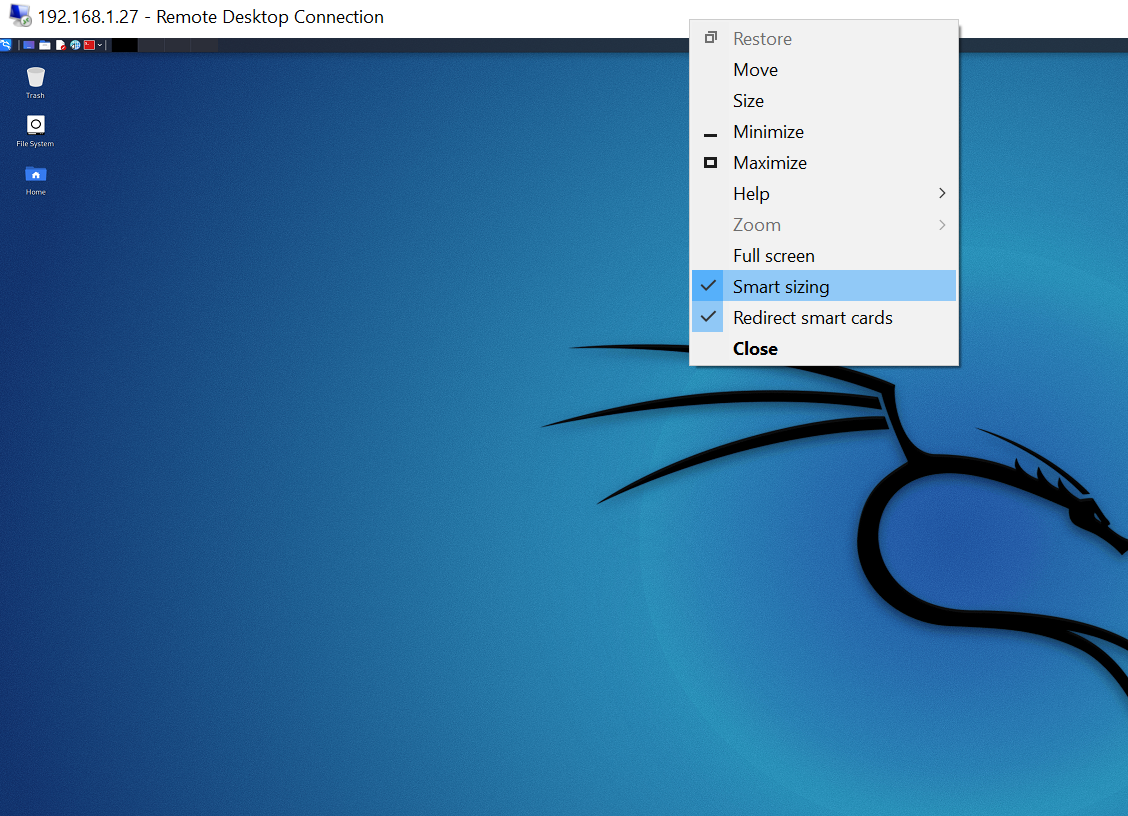 192.168.1.27 - Remote Desktop Connection
Trash
File System
Home
Restore
Move
Size
Minimize
Maximize
Help
Zoom
Full screen
Smart sizing
Redirect smart cards
Close